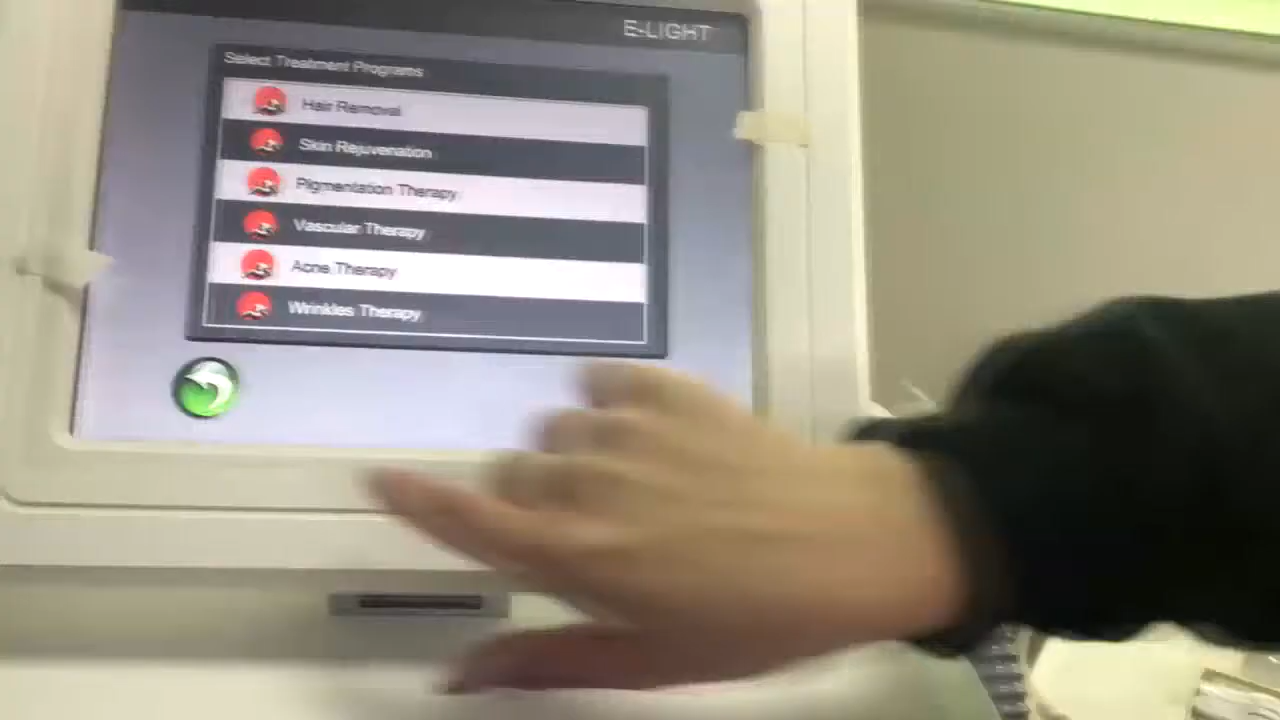 E-LIGHT
Select Treatment Programs
Hair Removal
Skin Rejuvenation
Pigmentation Therapy
Vascular Therapy
Acne Therapy
Wrinkles Therapy